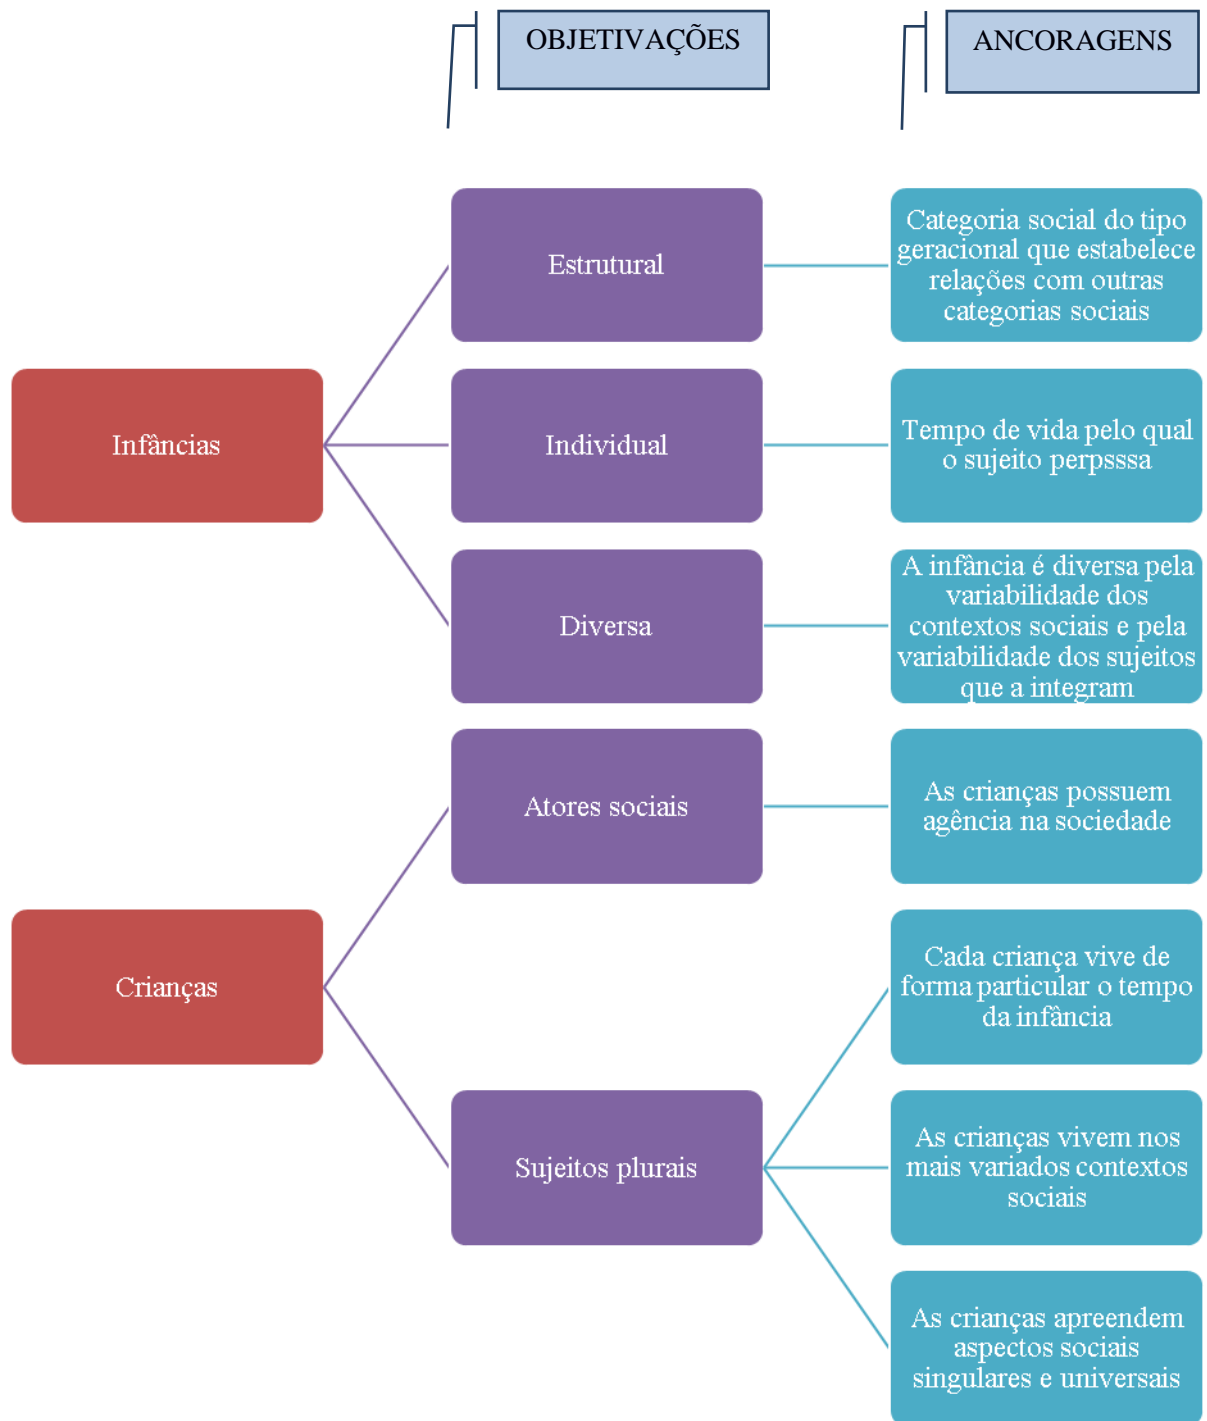 OBJETIVAÇÕES
ANCORAGENS
Estrutural
Categoria social do tipo
geracional que estabelece
relações com outras
categorias sociais
Infâncias
Individual
Tempo de vida pelo qual
o sujeito perpsssa
Diversa
A infância é diversa pela
variabilidade dos
contextos sociais e pela
variabilidade dos sujeitos
que a integram
Atores sociais
As crianças possuem
agência na sociedade
Crianças
Cada criança vive de
forma particular o tempo
da infância
Sujeitos plurais
As crianças vivem nos
mais variados contextos
sociais
As crianças apreendem
aspectos sociais
singulares e universais